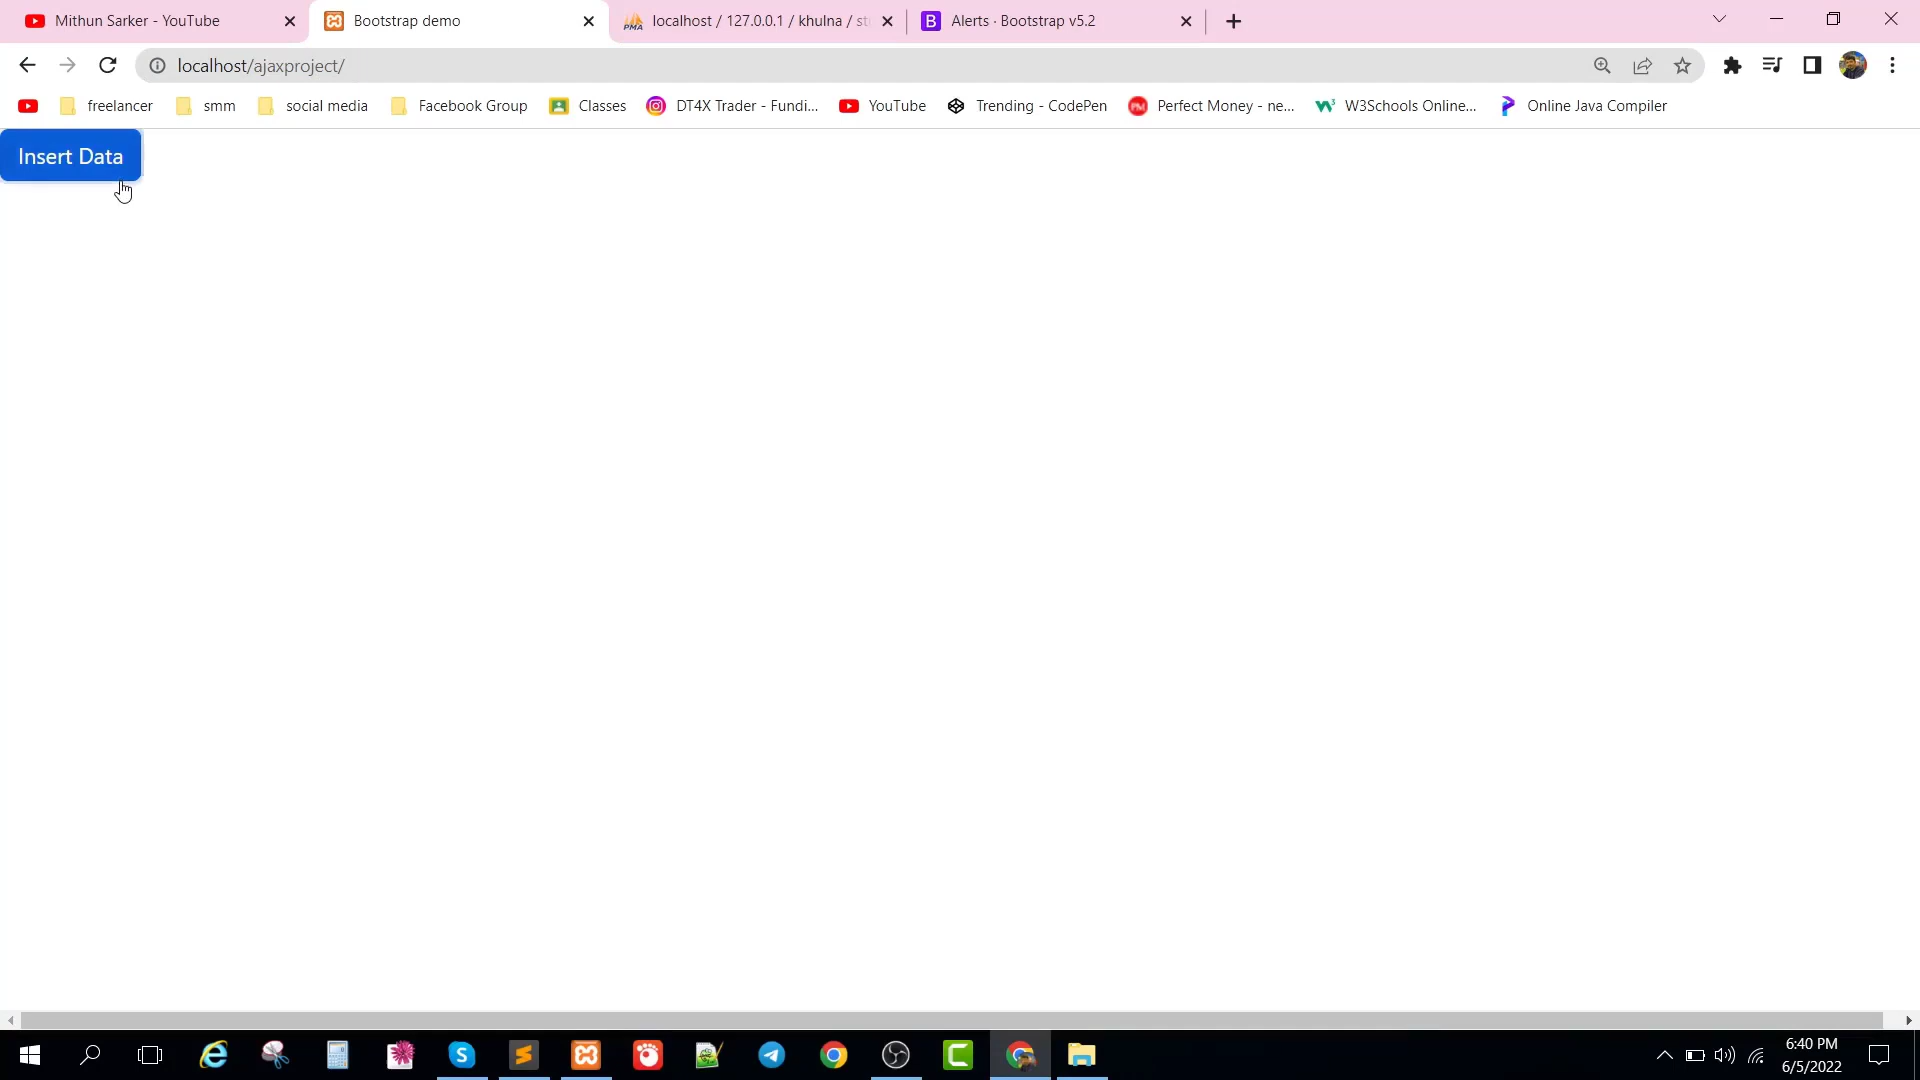 Mithun Sarker - YouTube
Bootstrap demo
localhost / 127.0.0.1 / khulna / st
Alerts · Bootstrap v5.2
localhost/ajaxproject/
freelancer
smm
social media
Facebook Group
Classes
DT4X Trader - Fundi...
YouTube
Trending - CodePen
Perfect Money - ne...
W3Schools Online...
Online Java Compiler
Insert Data
6:40 PM
6/5/2022